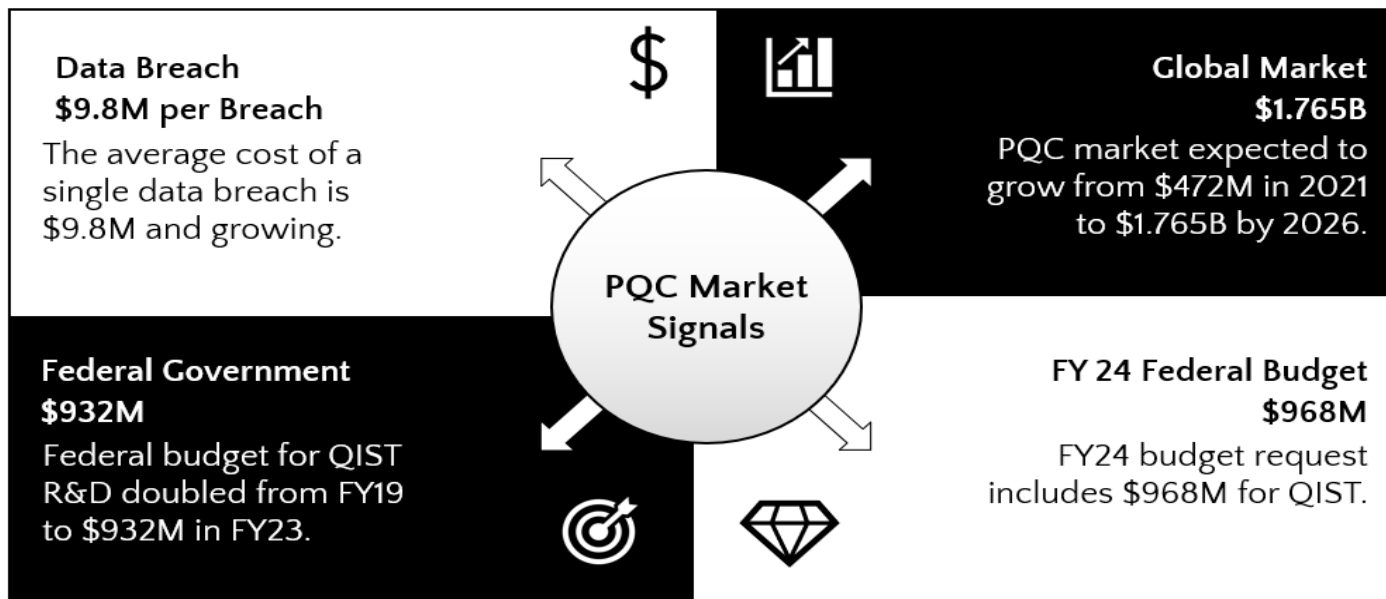 Data Breach
$9.8M per Breach
The average cost of a
single data breach is
$9.8M and growing.
$
Global Market
$1.765B
PQC market expected to
grow from $472M in 2021
to $1.765B by 2026.
PQC Market
Signals
Federal Government
$932M
Federal budget for QIST
R&D doubled from FY19
to $932M in FY23.
FY 24 Federal Budget
$968M
FY24 budget request
includes $968M for QIST.